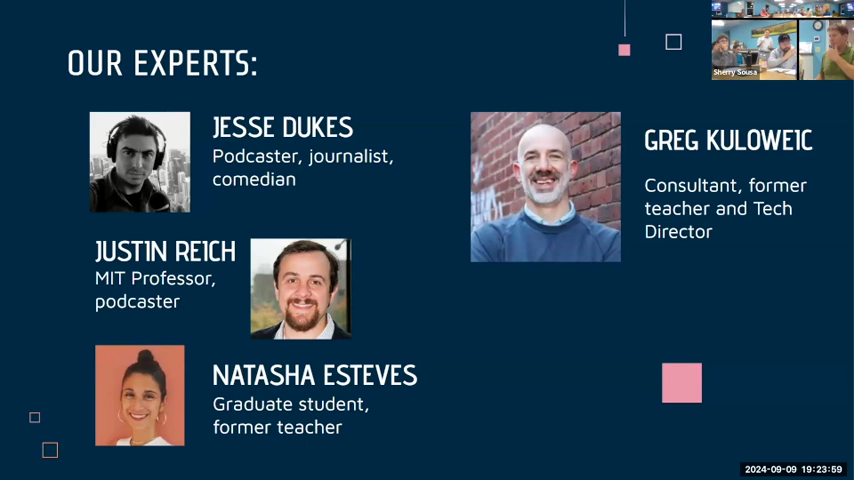 OUR EXPERTS:
JESSE DUKES
Podcaster, journalist,
comedian
JUSTIN REICH
MIT Professor,
podcaster
NATASHA ESTEVES
Graduate student,
former teacher
GREG KULOWEIC
Consultant, former
teacher and Tech
Director
Sherry Sousa
2024-09-09 19:23:59